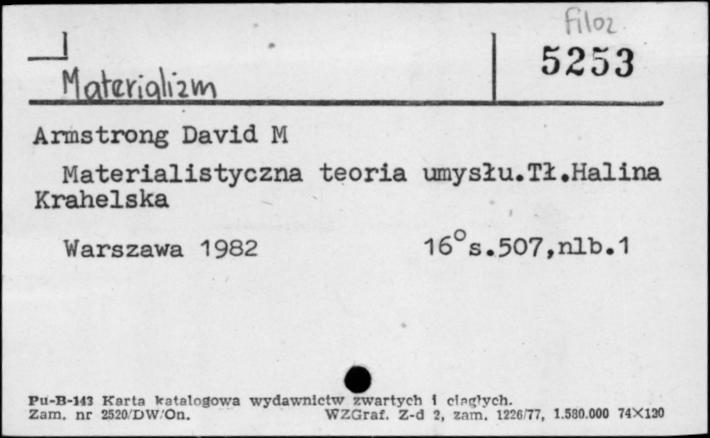 Filoz
5253
Materializm
Armstrong David M
Materialistyczna teoria umysłu.Tł.Halina
Krahelska
Warszawa 1982 16°s.507,nlb.1
Pu-B-143 Karta katalogowa wydawnictw zwartych i ciągłych.
Zam. nr 2520/DW/On. WZGraf. Z-d 2, zam. 1226/77, 1.580.000 74×120